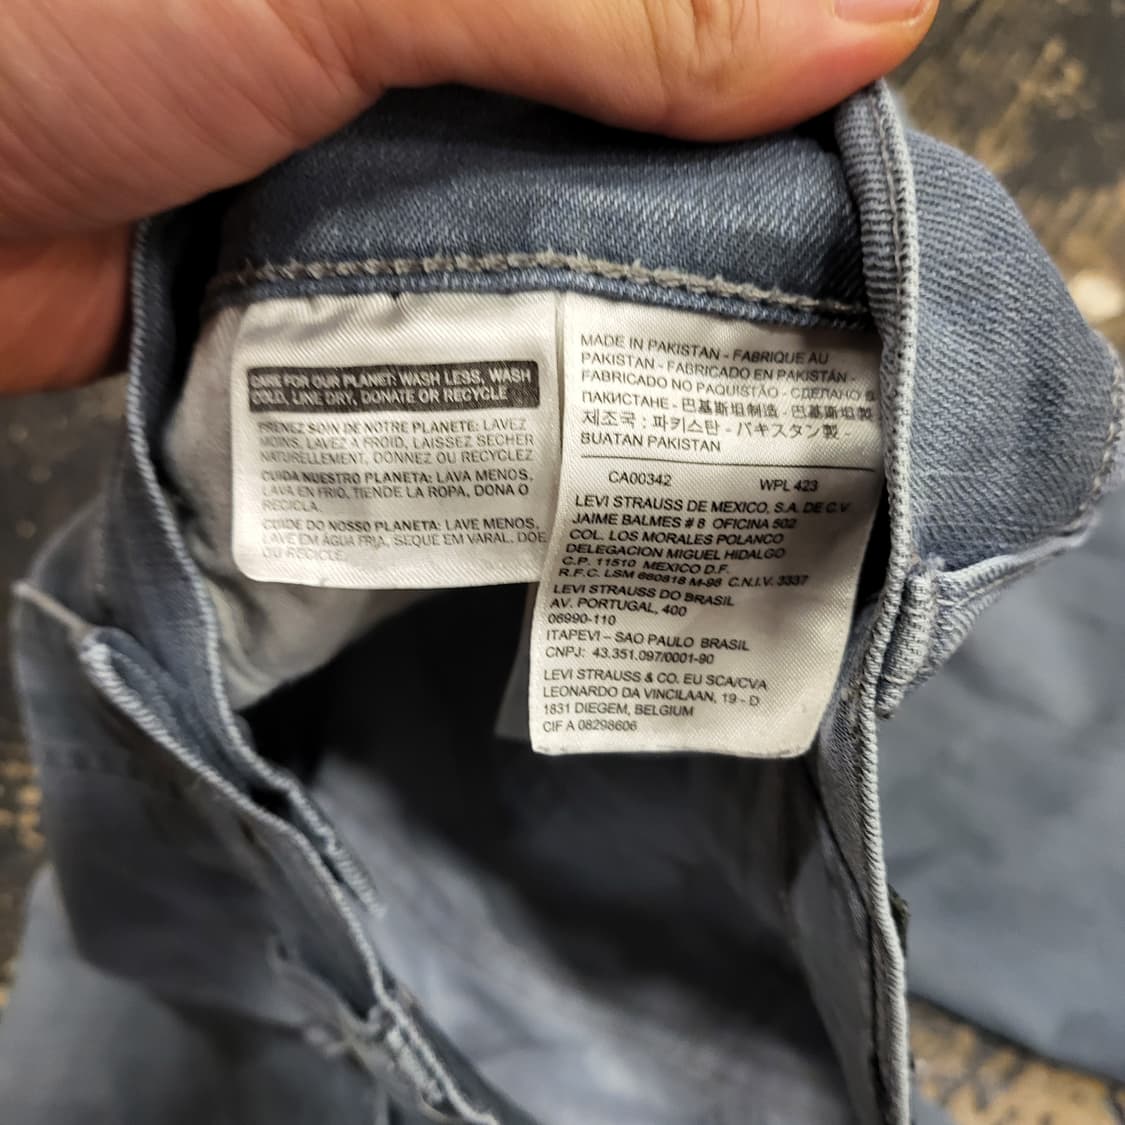 CARE FOR OUR PLANET: WASH LESS, WASH
COLD, LINE DRY, DONATE OR RECYCLE
PRENEZ SOIN DE NOTRE PLANETE: LAVEZ
MOINS, LAVEZ A FROID, LAISSEZ SECHER
NATURELLEMENT, DONNEZ OU RECYCLEZ
CUIDA NUESTRO PLANETA: LAVA MENOS,
LAVA EN FRIO, TIENDE LA ROPA, DONA O
RECICLA.
CUIDE DO NOSSO PLANETA: LAVE MENOS,
LAVE EM ÁGUA FRIA, SEQUE EM VARAL, DOE
OU RECICLE.
MADE IN PAKISTAN - FABRIQUE AU
PAKISTAN - FABRICADO EN PAKISTÁN -
FABRICADO NO PAQUISTÃO - СДЕЛАНО В
ПАКИСТАНЕ - 巴基斯坦制造 - 巴基斯坦製
제조국 : 파키스탄 - パキスタン製 -
BUATAN PAKISTAN
CA00342 WPL 423
LEVI STRAUSS DE MEXICO, S.A. DE C.V.
JAIME BALMES # 8 OFICINA 502
COL. LOS MORALES POLANCO
DELEGACION MIGUEL HIDALGO
C.P. 11510 MEXICO D.F.
R.F.C. LSM 660818 M-98 C.N.I.V. 3337
LEVI STRAUSS DO BRASIL
AV. PORTUGAL, 400
06990-110
ITAPEVI – SAO PAULO BRASIL
CNPJ: 43.351.097/0001-90
LEVI STRAUSS & CO. EU SCA/CVA
LEONARDO DA VINCILAAN, 19 - D
1831 DIEGEM, BELGIUM
CIF A 08298606